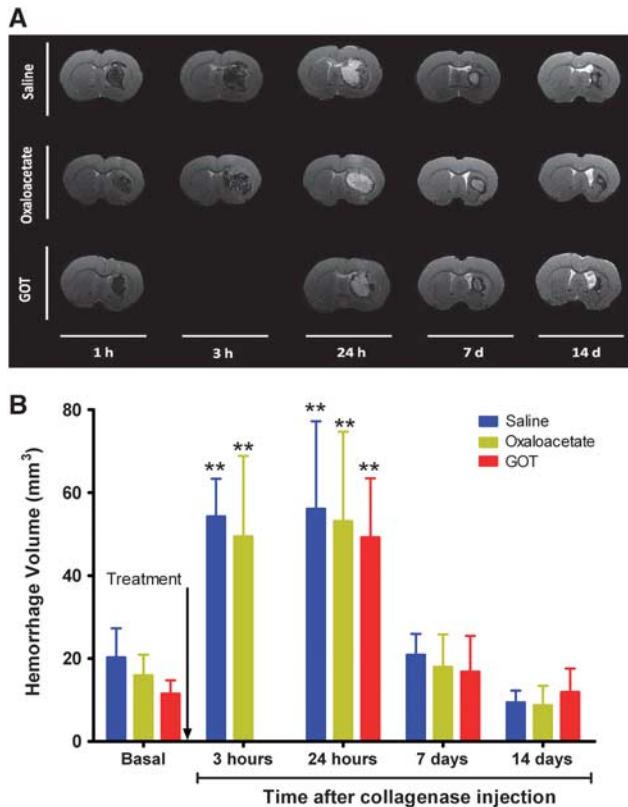 A
Saline
Oxaloacetate
GOT
1 h
3 h
24 h
7 d
14 d
B
Hemorrhage Volume (mm³)
80
60
40
20
0
Treatment
**
**
**
**
**
Saline
Oxaloacetate
GOT
Basal
3 hours
24 hours
7 days
14 days
Time after collagenase injection